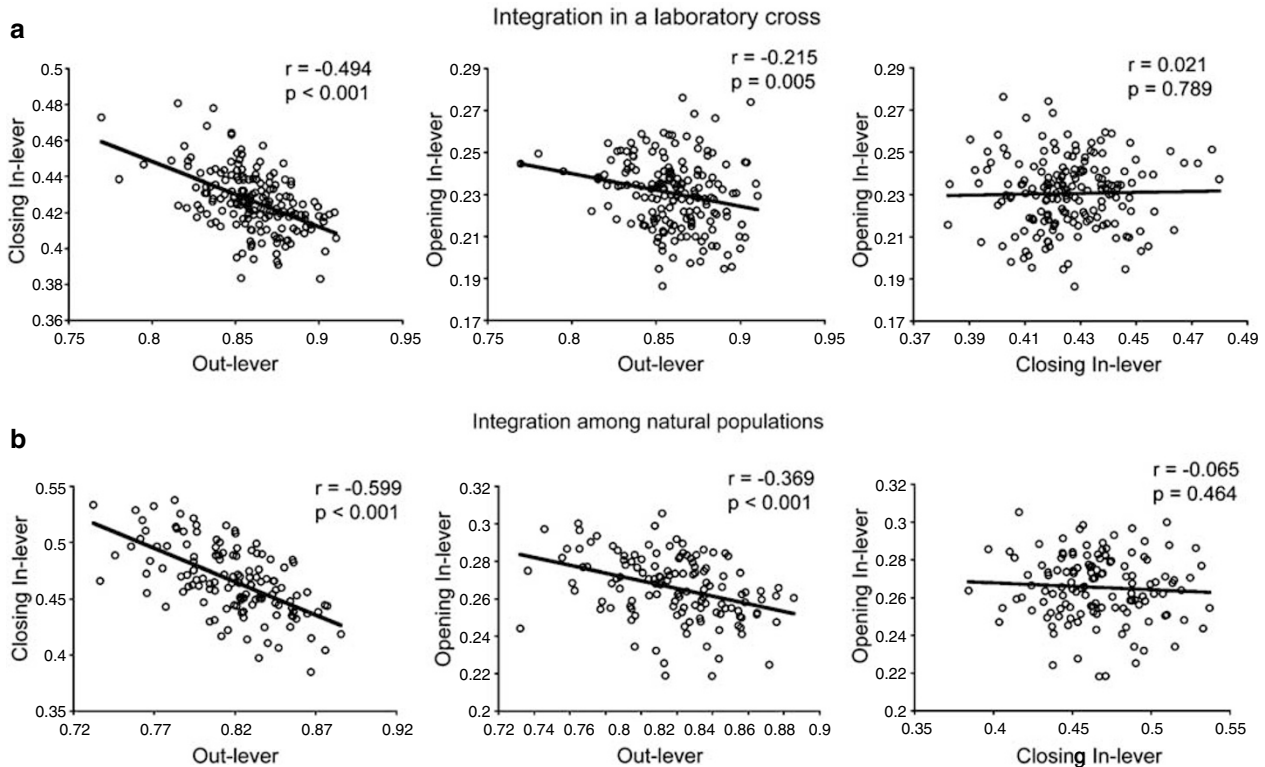 a
Integration in a laboratory cross
r = -0.494
p < 0.001
Closing In-lever
0.5
0.48
0.46
0.44
0.42
0.4
0.38
0.36
0.75
0.8
0.85
0.9
0.95
Out-lever
r = -0.215
p = 0.005
Opening In-lever
0.29
0.27
0.25
0.23
0.21
0.19
0.17
0.75
0.8
0.85
0.9
0.95
Out-lever
r = 0.021
p = 0.789
Opening In-lever
0.29
0.27
0.25
0.23
0.21
0.19
0.17
0.37
0.39
0.41
0.43
0.45
0.47
0.49
Closing In-lever
b
Integration among natural populations
r = -0.599
p < 0.001
Closing In-lever
0.55
0.5
0.45
0.4
0.35
0.72
0.77
0.82
0.87
0.92
Out-lever
r = -0.369
p < 0.001
Opening In-lever
0.32
0.3
0.28
0.26
0.24
0.22
0.2
0.72
0.74
0.76
0.78
0.8
0.82
0.84
0.86
0.88
0.9
Out-lever
r = -0.065
p = 0.464
Opening In-lever
0.32
0.3
0.28
0.26
0.24
0.22
0.2
0.35
0.4
0.45
0.5
0.55
Closing In-lever